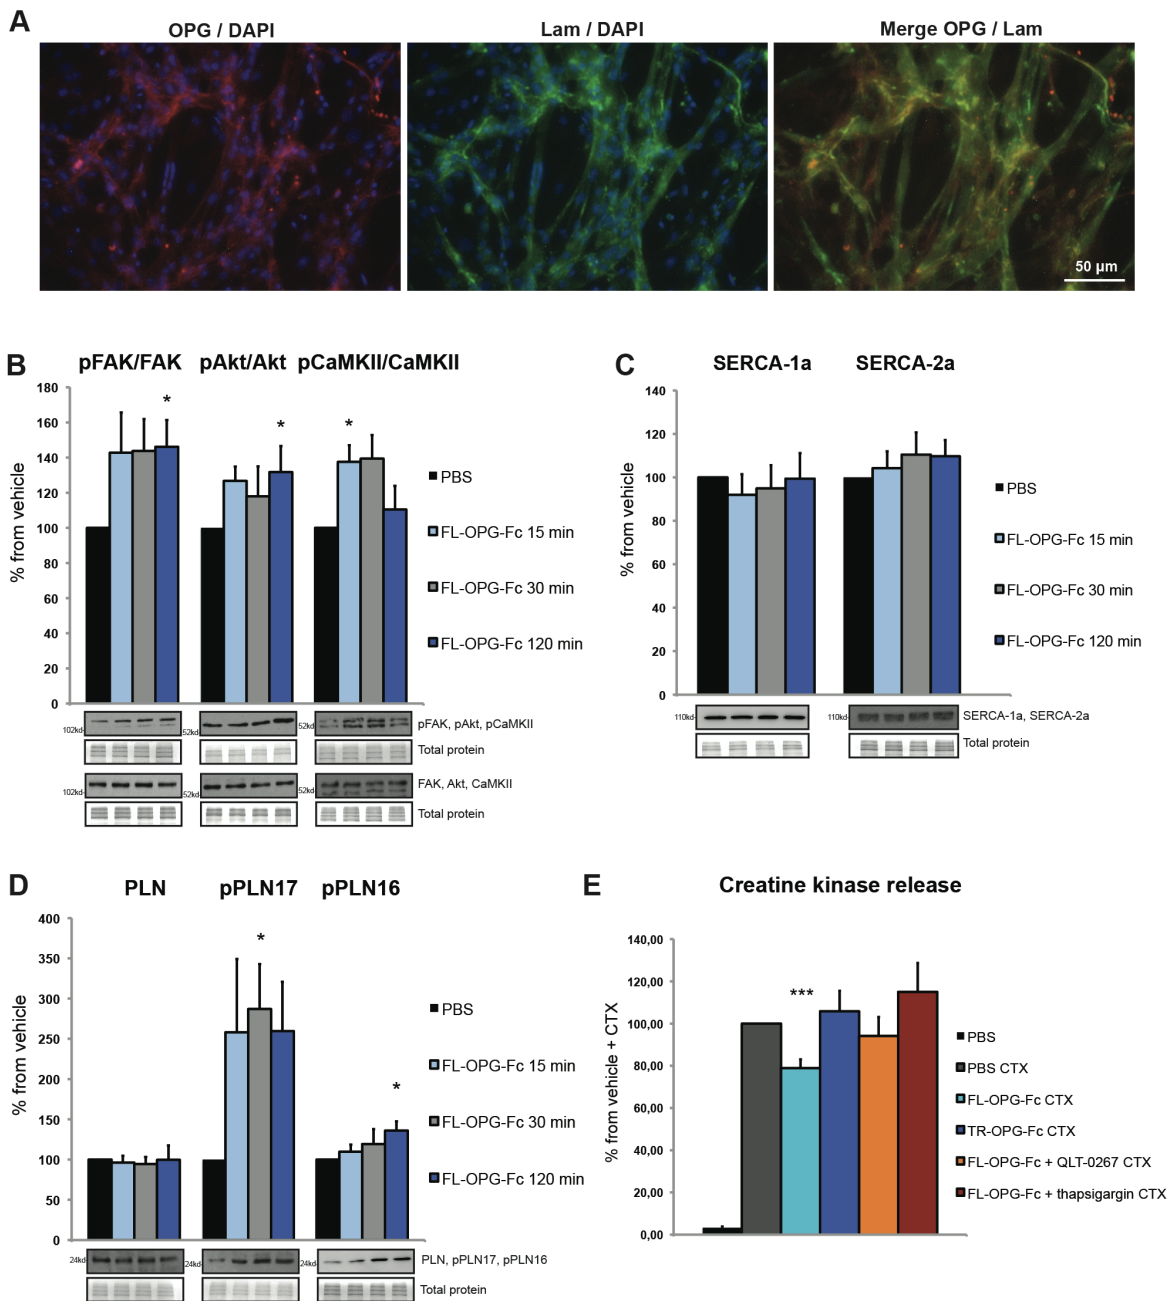 A
OPG / DAPI
Lam / DAPI
Merge OPG / Lam
50 µm
B
pFAK/FAK
pAkt/Akt
pCaMKII/CaMKII
% from vehicle
180
160
140
120
100
80
60
40
20
0
*
*
*
PBS
FL-OPG-Fc 15 min
FL-OPG-Fc 30 min
FL-OPG-Fc 120 min
102kd
52kd
52kd
pFAK, pAkt, pCaMKII
Total protein
102kd
52kd
52kd
FAK, Akt, CaMKII
Total protein
C
SERCA-1a
SERCA-2a
% from vehicle
140
120
100
80
60
40
20
0
PBS
FL-OPG-Fc 15 min
FL-OPG-Fc 30 min
FL-OPG-Fc 120 min
110kd
110kd
SERCA-1a, SERCA-2a
Total protein
D
PLN
pPLN17
pPLN16
% from vehicle
400
350
300
250
200
150
100
50
0
*
*
PBS
FL-OPG-Fc 15 min
FL-OPG-Fc 30 min
FL-OPG-Fc 120 min
24kd
24kd
24kd
PLN, pPLN17, pPLN16
Total protein
E
Creatine kinase release
% from vehicle + CTX
140,00
120,00
100,00
80,00
60,00
40,00
20,00
0,00
***
PBS
PBS CTX
FL-OPG-Fc CTX
TR-OPG-Fc CTX
FL-OPG-Fc + QLT-0267 CTX
FL-OPG-Fc + thapsigargin CTX